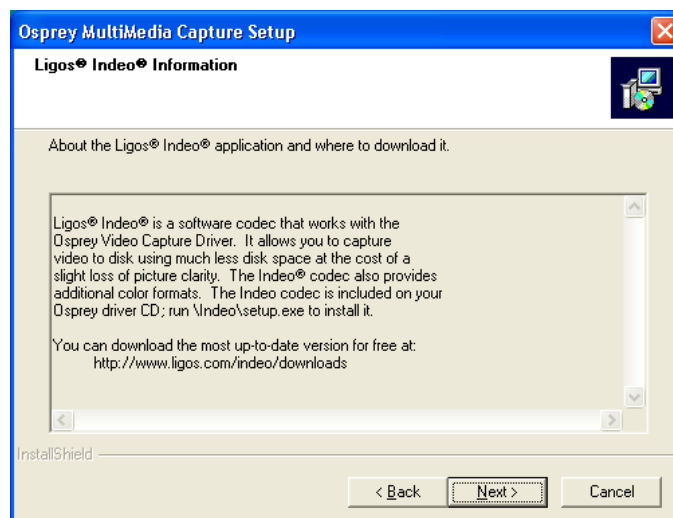 Osprey MultiMedia Capture Setup
Ligos® Indeo® Information
About the Ligos® Indeo® application and where to download it.
Ligos® Indeo® is a software codec that works with the
Osprey Video Capture Driver.  It allows you to capture
video to disk using much less disk space at the cost of a
slight loss of picture clarity.  The Indeo® codec also provides
additional color formats.  The Indeo codec is included on your
Osprey driver CD; run \Indeo\setup.exe to install it.
You can download the most up-to-date version for free at:
http://www.ligos.com/indeo/downloads
InstallShield
< Back Next > Cancel